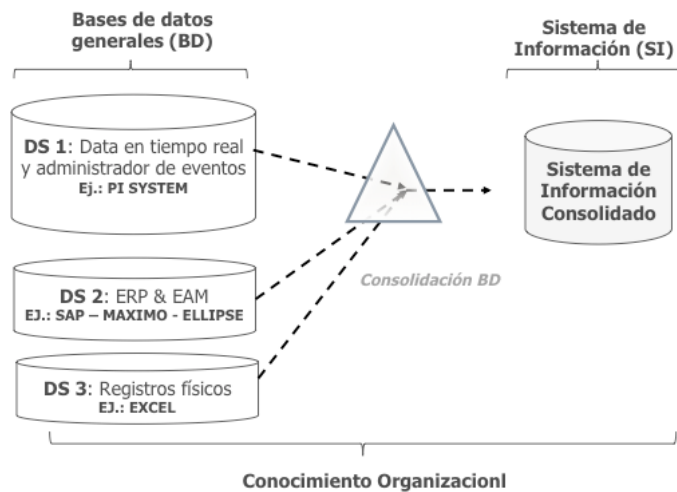 Bases de datos
generales (BD)
Sistema de
Información (SI)
DS 1: Data en tiempo real
y administrador de eventos
Ej.: PI SYSTEM
Sistema de
Información
Consolidado
Consolidación BD
DS 2: ERP & EAM
EJ.: SAP – MAXIMO - ELLIPSE
DS 3: Registros físicos
EJ.: EXCEL
Conocimiento Organizacionl